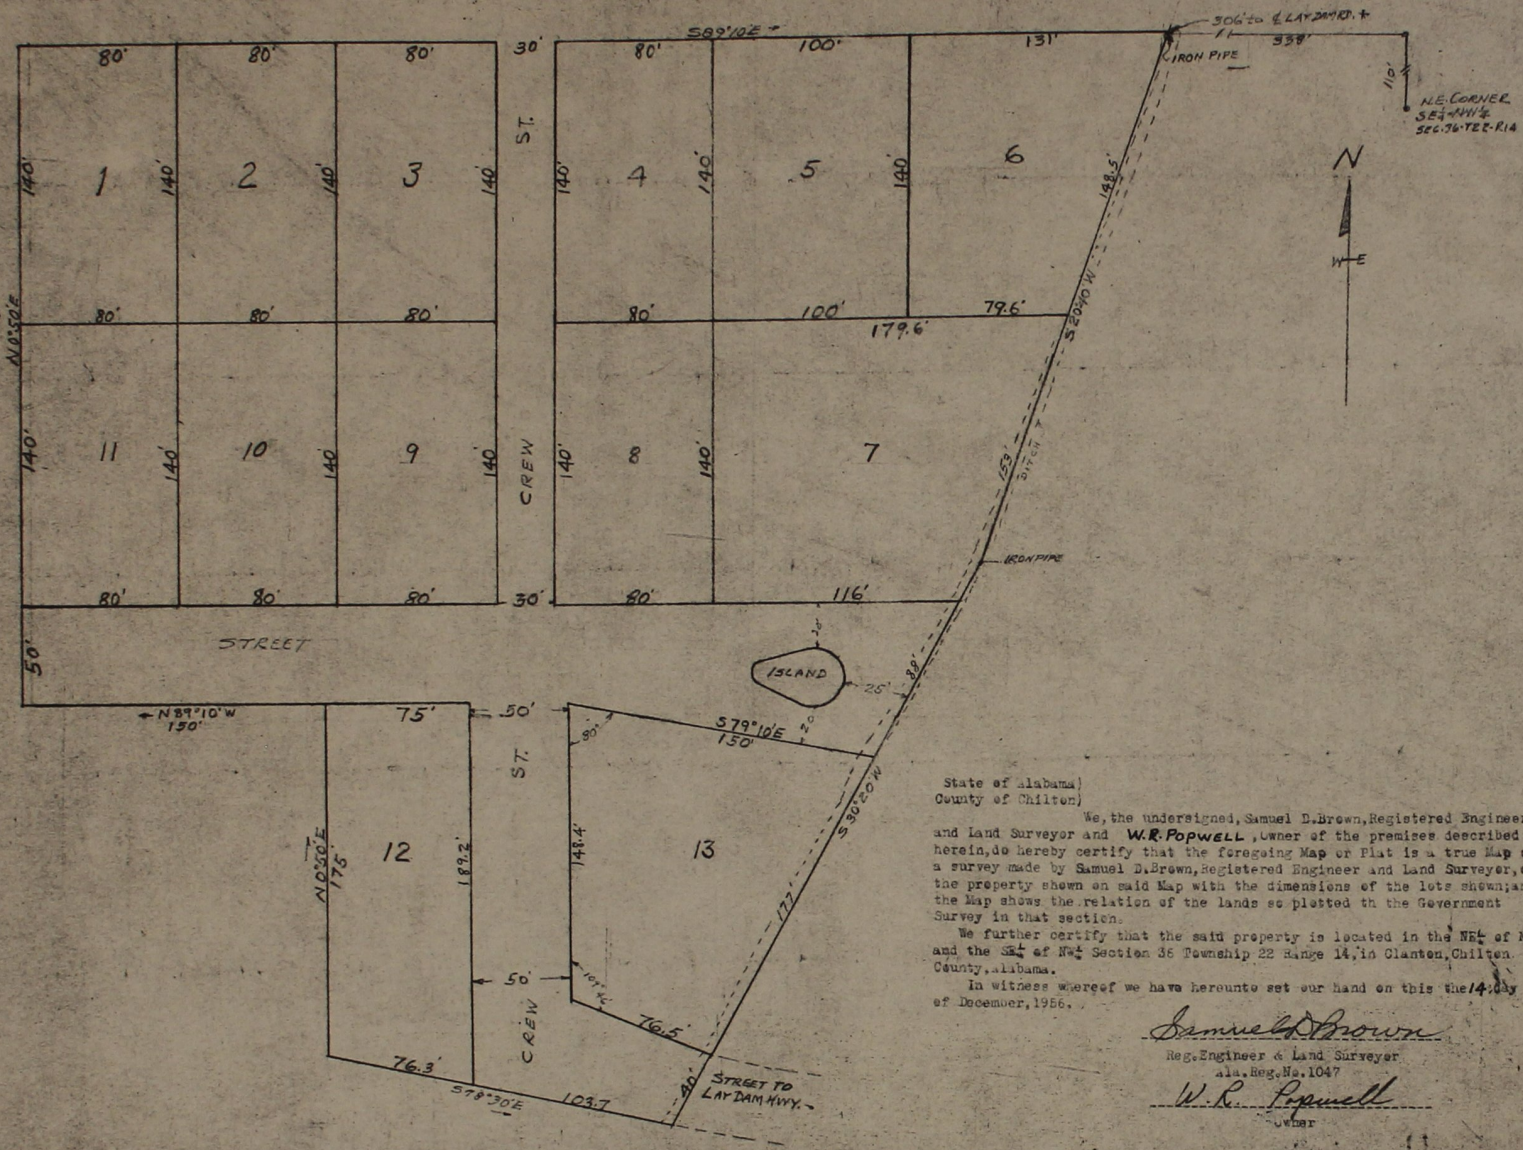 306' to ℄ LAY DAM RD.
S89°10'E
80' 80' 80' 30' 80' 100' 131' 339'
IRON PIPE
110'
N.E. CORNER
SE¼-NW¼
SEC.36-T22-R14
N
W E
140' 1 140' 2 140' 3 140' ST. 140' 4 140' 5 140' 6 148.5'
N0°50'E
80' 80' 80' 80' 100' 79.6'
179.6'
S20°40'W
140' 11 140' 10 140' 9 140' CREW 140' 8 140' 7 153' DITCH
IRON PIPE
80' 80' 80' 30' 80' 116'
50' STREET
20'
ISLAND
25'
88'
20'
N89°10'W
150'
75' 50'
80°
S79°10'E
150'
ST.
S30°20'W
N0°50'E
175'
12 189.2' 148.4' 13 177'
50'
CREW
76.5'
76.3'
S78°30'E
103.7
40'
STREET TO
LAY DAM HWY.
State of Alabama)
County of Chilton)
We, the undersigned, Samuel D.Brown,Registered Engineer
and Land Surveyor and W.R.POPWELL ,owner of the premises described
herein,do hereby certify that the foregoing Map or Plat is a true Map
a survey made by Samuel D.Brown,Registered Engineer and Land Surveyor,
the property shown on said Map with the dimensions of the lots shown;
the Map shows the relation of the lands so plotted th the Government
Survey in that section.
We further certify that the said property is located in the NE¼ of
and the SE¼ of NW¼ Section 36 Township 22 Range 14,in Clanton,Chilton
County,Alabama.
In witness whereof we have hereunto set our hand on this the 14 day
of December,1956.
Samuel D Brown
Reg.Engineer & Land Surveyor
Ala.Reg.No.1047
W. R. Popwell
Owner